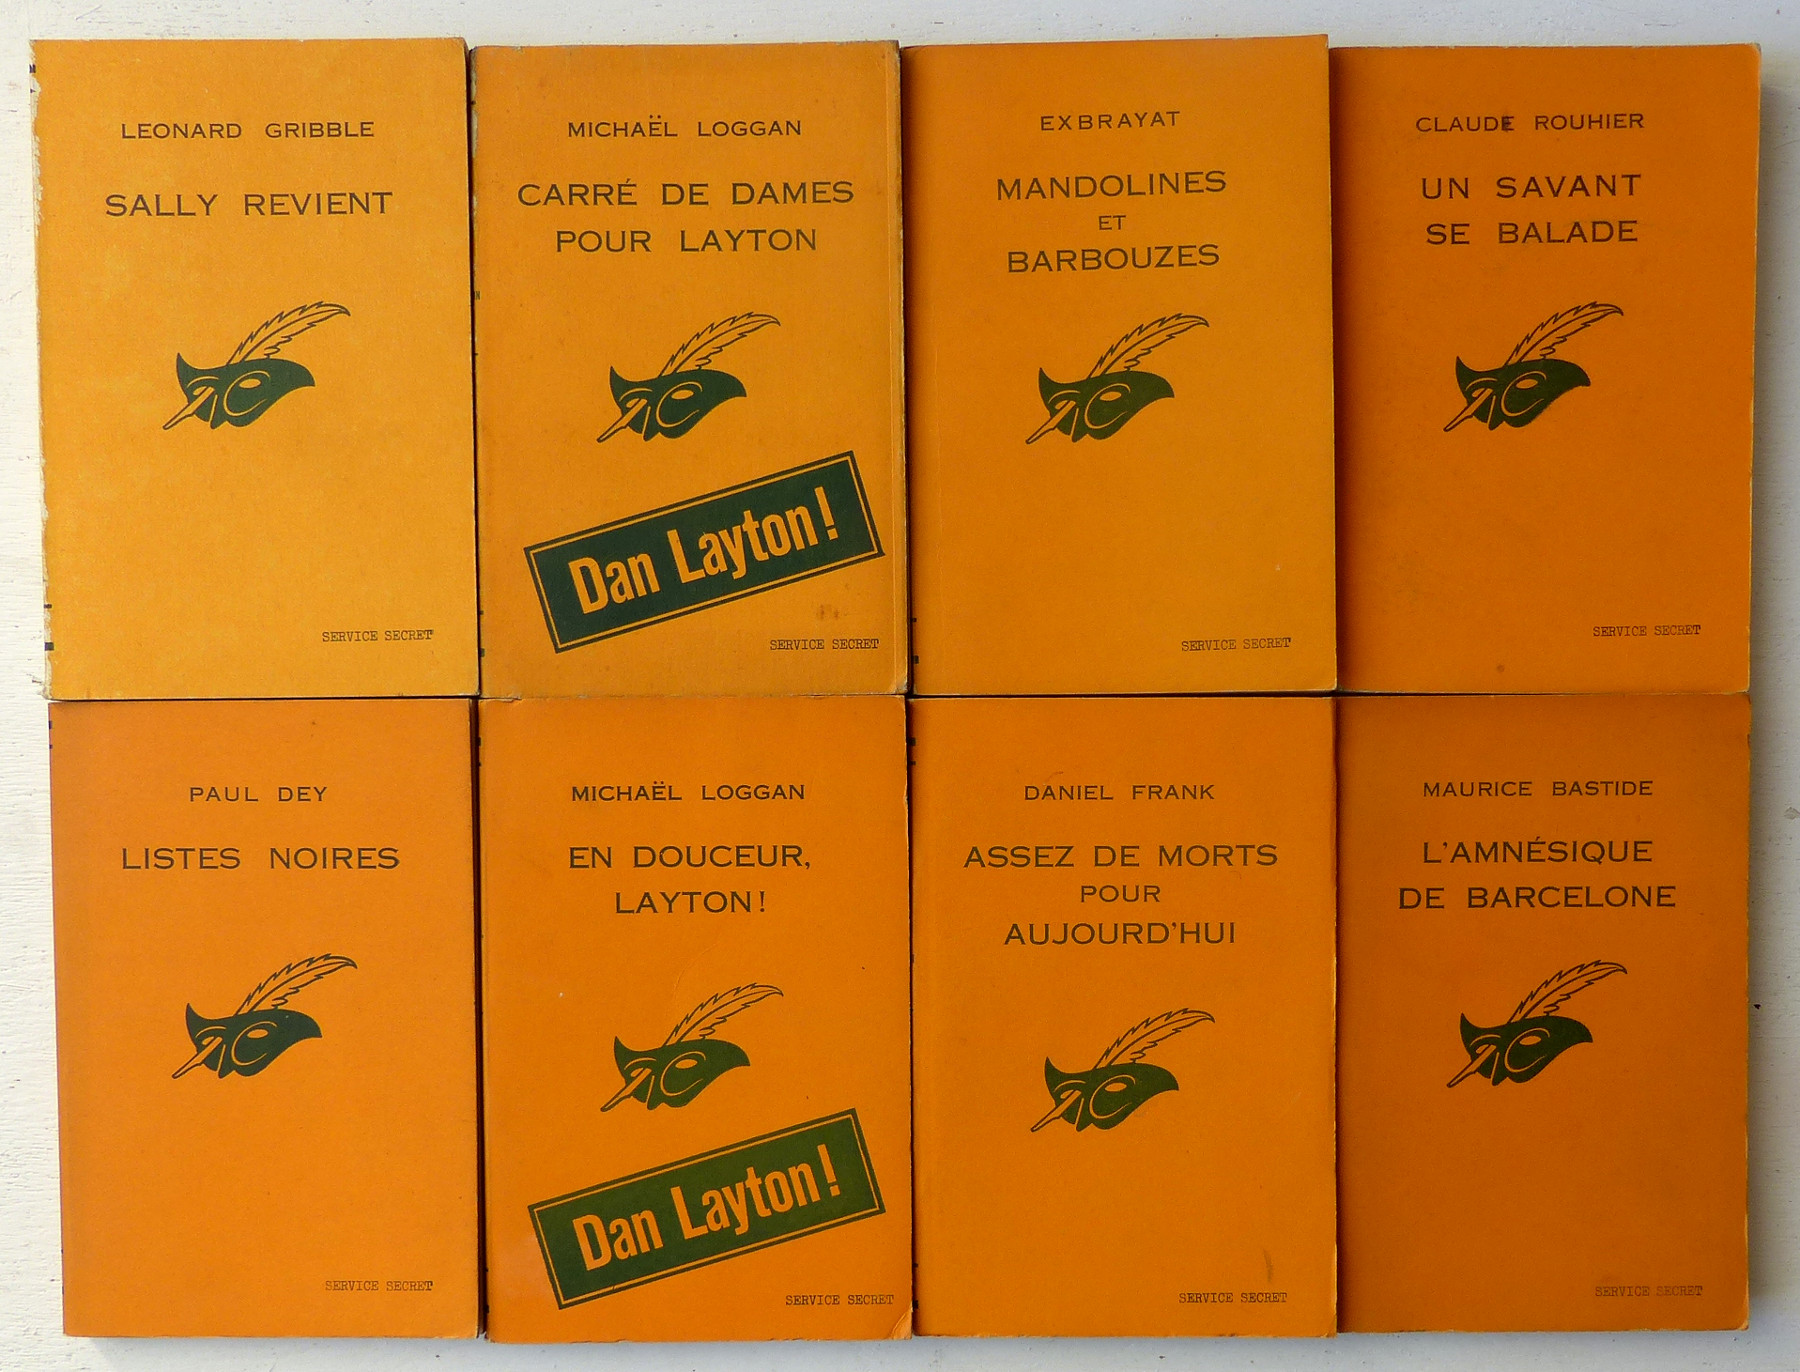 LEONARD GRIBBLE
SALLY REVIENT
SERVICE SECRET
MICHAËL LOGGAN
CARRÉ DE DAMES
POUR LAYTON
Dan Layton!
SERVICE SECRET
EXBRAYAT
MANDOLINES
ET
BARBOUZES
SERVICE SECRET
CLAUDE ROUHIER
UN SAVANT
SE BALADE
SERVICE SECRET
PAUL DEY
LISTES NOIRES
SERVICE SECRET
MICHAËL LOGGAN
EN DOUCEUR,
LAYTON!
Dan Layton!
SERVICE SECRET
DANIEL FRANK
ASSEZ DE MORTS
POUR
AUJOURD'HUI
SERVICE SECRET
MAURICE BASTIDE
L'AMNÉSIQUE
DE BARCELONE
SERVICE SECRET